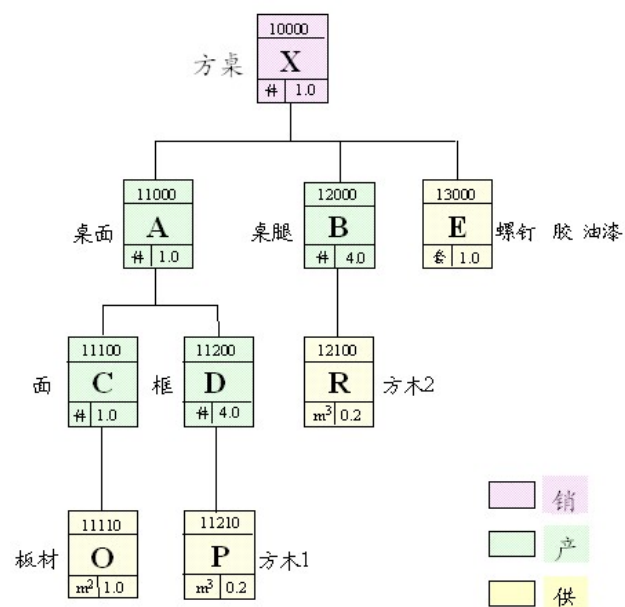 10000
方桌
X
件 1.0
11000
12000
13000
桌面
A
桌腿
B
E
螺钉 胶 油漆
件 1.0
件 4.0
套 1.0
11100
11200
12100
面
C
框
D
R
方木2
件 1.0
件 4.0
m³ 0.2
11110
11210
板材
O
P
方木1
m² 1.0
m³ 0.2
销
产
供